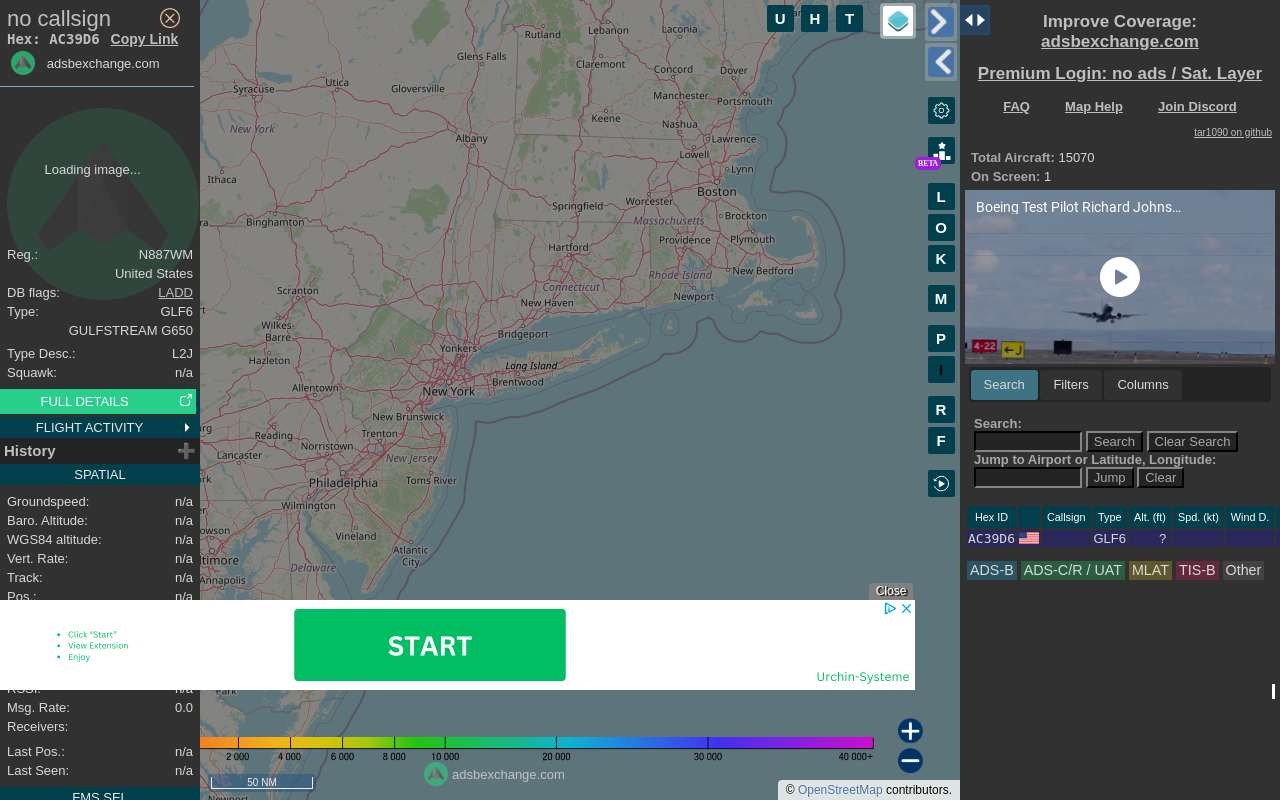 no callsign
Hex: AC39D6 Copy Link
adsbexchange.com
Loading image...
Reg.: N887WM
United States
DB flags: LADD
Type: GLF6
GULFSTREAM G650
Type Desc.: L2J
Squawk: n/a
FULL DETAILS
FLIGHT ACTIVITY
History
SPATIAL
Groundspeed: n/a
Baro. Altitude: n/a
WGS84 altitude: n/a
Vert. Rate: n/a
Track: n/a
Pos.: n/a
RSSI: n/a
Msg. Rate: 0.0
Receivers:
Last Pos.: n/a
Last Seen: n/a
FMS SEL
U H T
Rutland
Lebanon
Laconia
Glens Falls
Claremont
Concord
Dover
Utica
Syracuse
Gloversville
Manchester
Portsmouth
Keene
New York
Nashua
Albany
Lawrence
Lowell
Lynn
Ithaca
Boston
Springfield
Worcester
Binghamton
Massachusetts
Brockton
Hartford
Providence
Plymouth
Rhode Island
New Bedford
Scranton
Connecticut
Newport
New Haven
Wilkes-
Barre
Bridgeport
Yonkers
Hazleton
Long Island
Brentwood
Allentown
New York
New Brunswick
Reading
Trenton
Norristown
Lancaster
New Jersey
Philadelphia
Toms River
Wilmington
Vineland
Atlantic
City
Delaware
Annapolis
Park
Newport
L
O
K
M
P
I
R
F
BETA
Close
Click “Start”
View Extension
Enjoy
START
Urchin-Systeme
2 000 4 000 6 000 8 000 10 000 20 000 30 000 40 000+
adsbexchange.com
50 NM
© OpenStreetMap contributors.
Improve Coverage:
adsbexchange.com
Premium Login: no ads / Sat. Layer
FAQ Map Help Join Discord
tar1090 on github
Total Aircraft: 15070
On Screen: 1
Boeing Test Pilot Richard Johns...
4-22
J
Search Filters Columns
Search:
Search Clear Search
Jump to Airport or Latitude, Longitude:
Jump Clear
Hex ID Callsign Type Alt. (ft) Spd. (kt) Wind D.
AC39D6 GLF6 ?
ADS-B ADS-C/R / UAT MLAT TIS-B Other